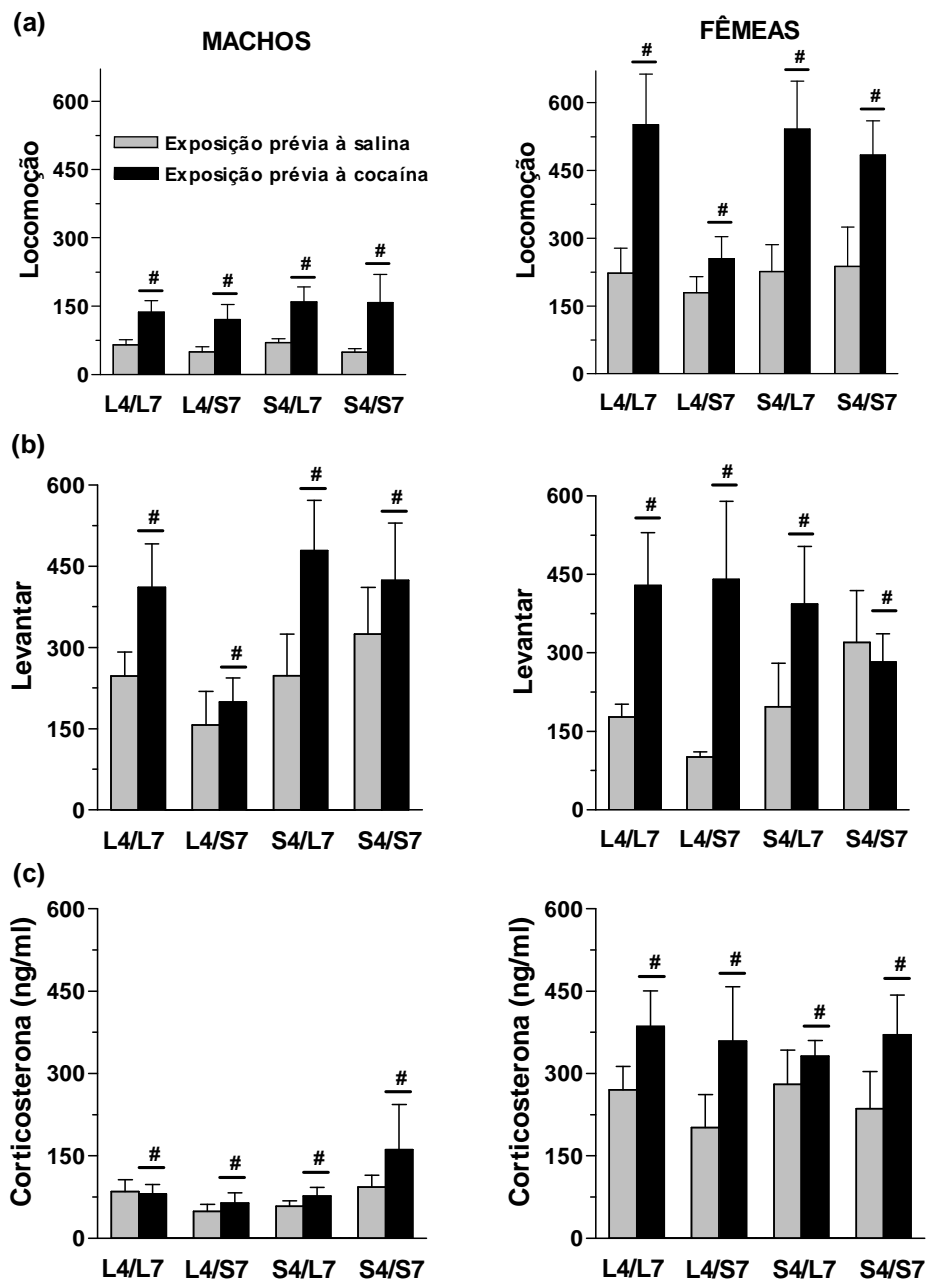 (a)
MACHOS
FÊMEAS
Locomoção
600
450
300
150
0
Exposição prévia à salina
Exposição prévia à cocaína
# # # #
L4/L7 L4/S7 S4/L7 S4/S7
Locomoção
600
450
300
150
0
# # # #
L4/L7 L4/S7 S4/L7 S4/S7
(b)
Levantar
600
450
300
150
0
# # # #
L4/L7 L4/S7 S4/L7 S4/S7
Levantar
600
450
300
150
0
# # # #
L4/L7 L4/S7 S4/L7 S4/S7
(c)
Corticosterona (ng/ml)
600
450
300
150
0
# # # #
L4/L7 L4/S7 S4/L7 S4/S7
Corticosterona (ng/ml)
600
450
300
150
0
# # # #
L4/L7 L4/S7 S4/L7 S4/S7